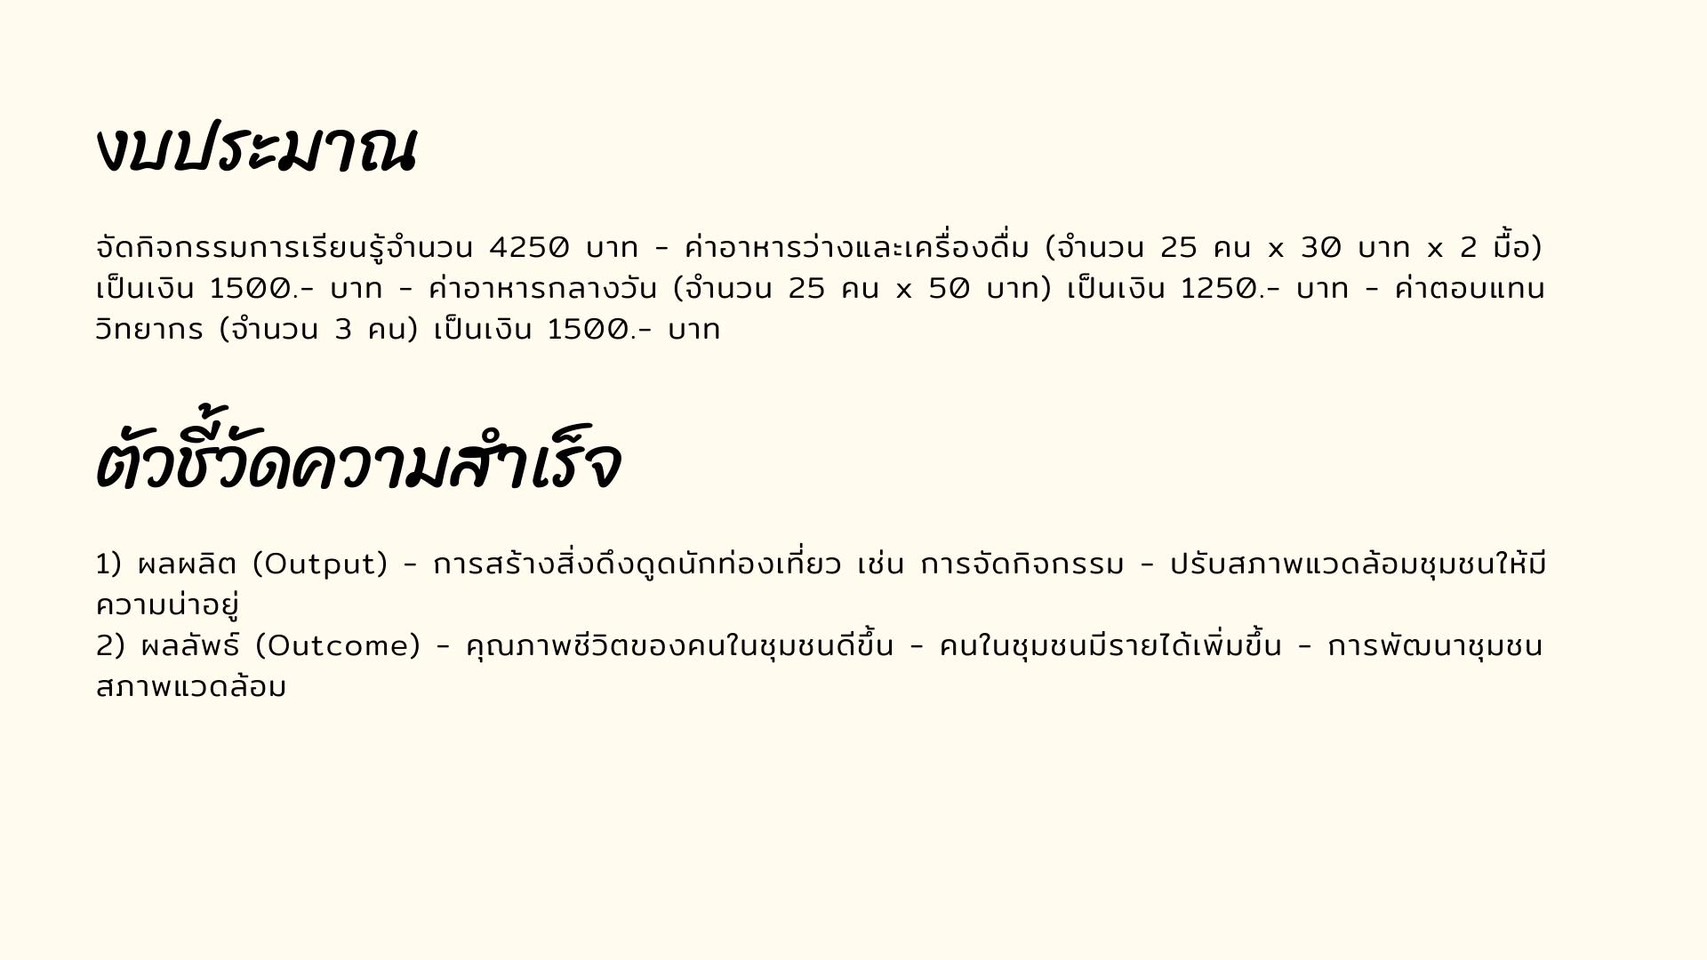 งบประมาณ
จัดกิจกรรมการเรียนรู้จำนวน 4250 บาท - ค่าอาหารว่างและเครื่องดื่ม (จำนวน 25 คน x 30 บาท x 2 มื้อ)
เป็นเงิน 1500.- บาท - ค่าอาหารกลางวัน (จำนวน 25 คน x 50 บาท) เป็นเงิน 1250.- บาท - ค่าตอบแทน
วิทยากร (จำนวน 3 คน) เป็นเงิน 1500.- บาท
ตัวชี้วัดความสำเร็จ
1) ผลผลิต (Output) - การสร้างสิ่งดึงดูดนักท่องเที่ยว เช่น การจัดกิจกรรม - ปรับสภาพแวดล้อมชุมชนให้มี
ความน่าอยู่
2) ผลลัพธ์ (Outcome) - คุณภาพชีวิตของคนในชุมชนดีขึ้น - คนในชุมชนมีรายได้เพิ่มขึ้น - การพัฒนาชุมชน
สภาพแวดล้อม